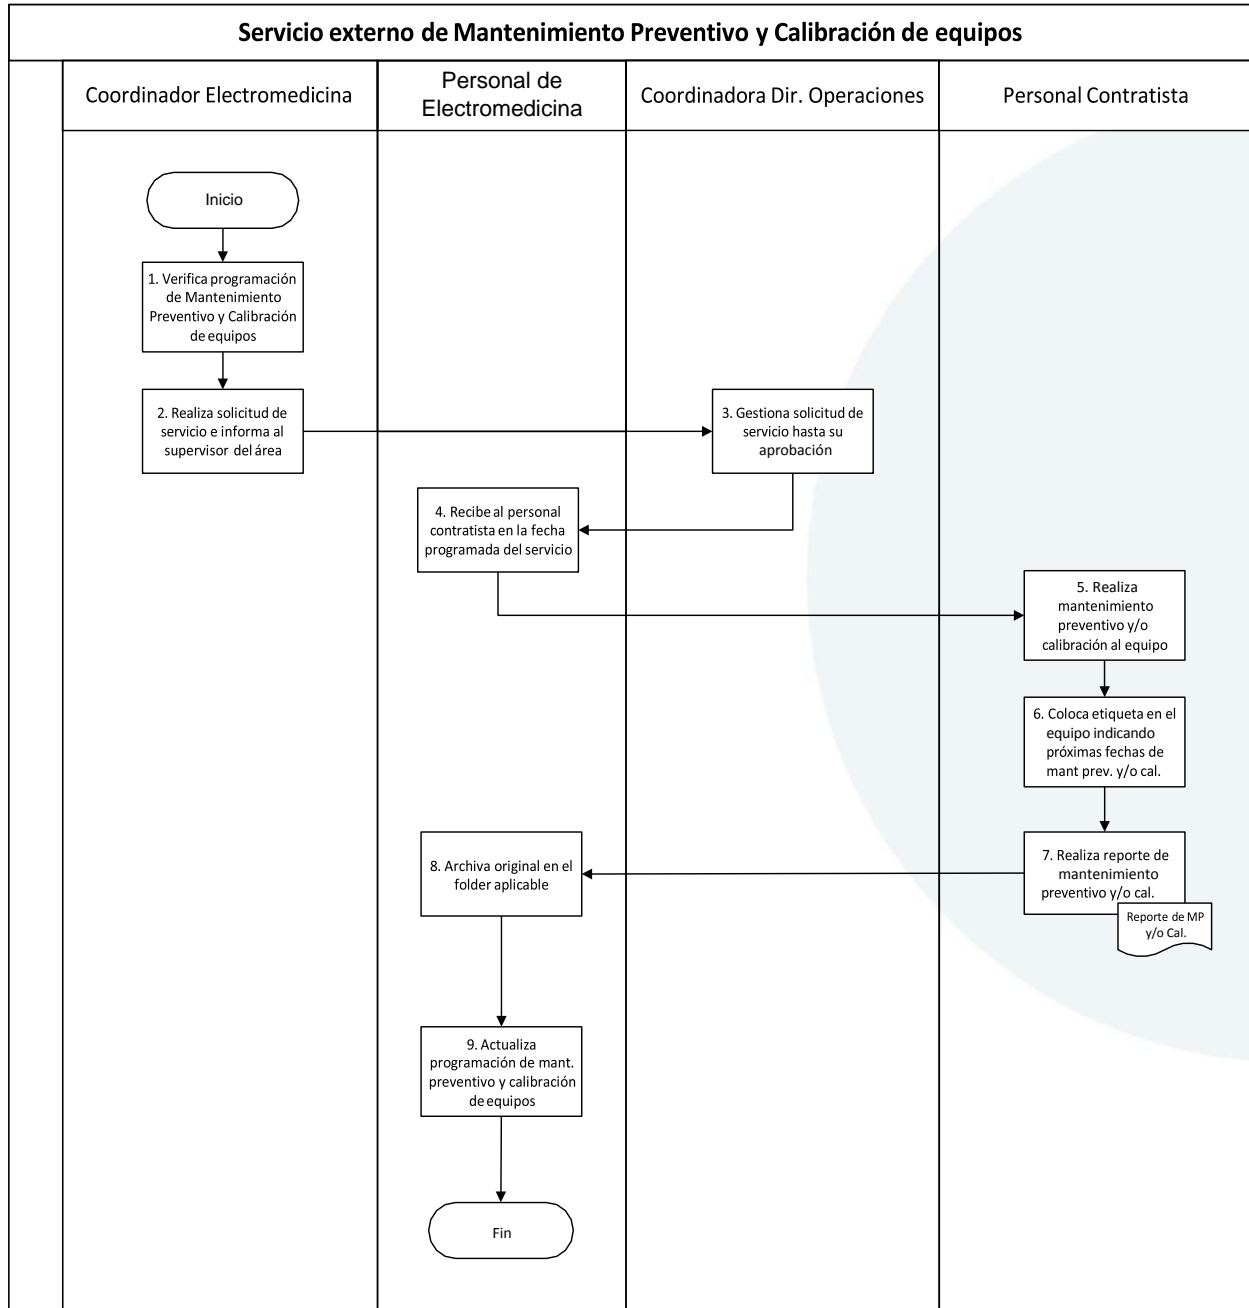 Servicio externo de Mantenimiento Preventivo y Calibración de equipos
Coordinador Electromedicina
Personal de
Electromedicina
Coordinadora Dir. Operaciones
Personal Contratista
Inicio
1. Verifica programación
de Mantenimiento
Preventivo y Calibración
de equipos
2. Realiza solicitud de
servicio e informa al
supervisor del área
3. Gestiona solicitud de
servicio hasta su
aprobación
4. Recibe al personal
contratista en la fecha
programada del servicio
5. Realiza
mantenimiento
preventivo y/o
calibración al equipo
6. Coloca etiqueta en el
equipo indicando
próximas fechas de
mant prev. y/o cal.
7. Realiza reporte de
mantenimiento
preventivo y/o cal.
Reporte de MP
y/o Cal.
8. Archiva original en el
folder aplicable
9. Actualiza
programación de mant.
preventivo y calibración
de equipos
Fin